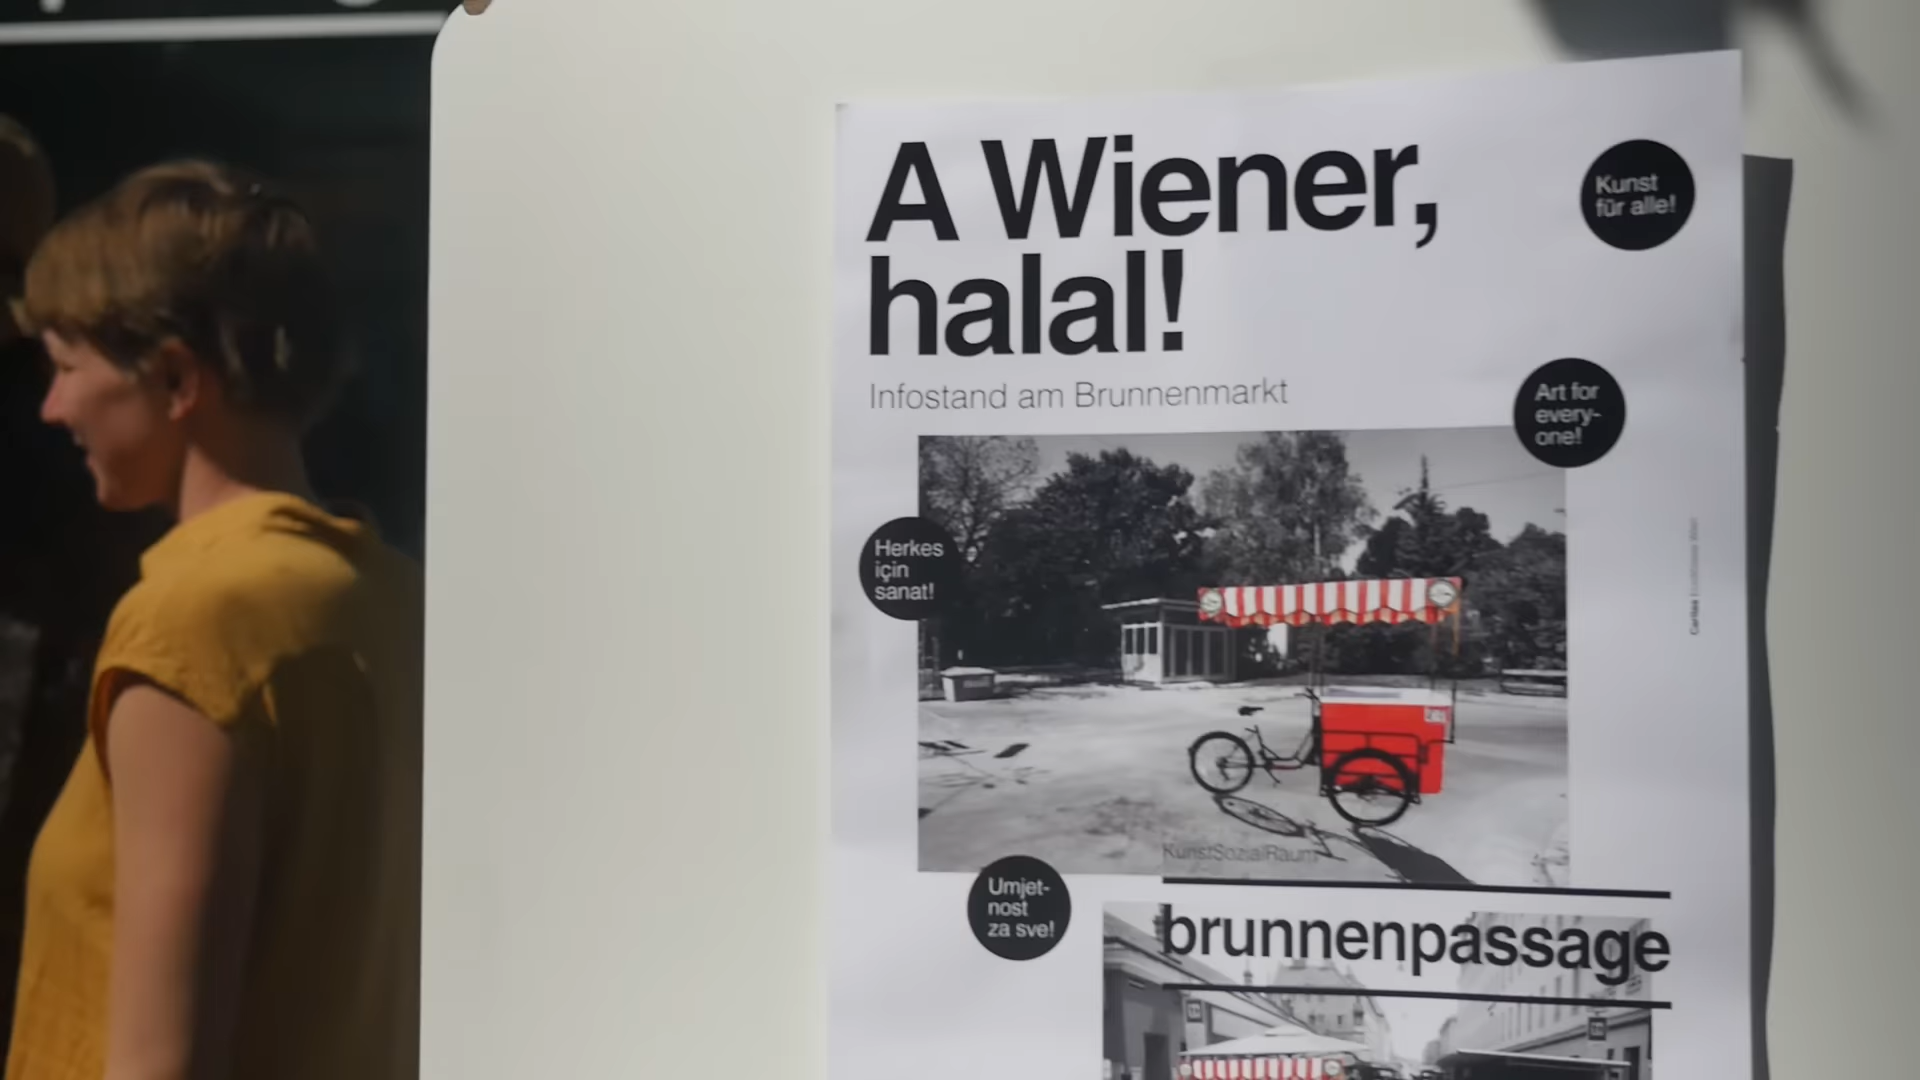 A Wiener,
halal!
Kunst
für alle!
Infostand am Brunnenmarkt
Art for
every-
one!
Herkes
için
sanat!
KunstSozialRaum
Umjet-
nost
za sve!
brunnenpassage
Caritas